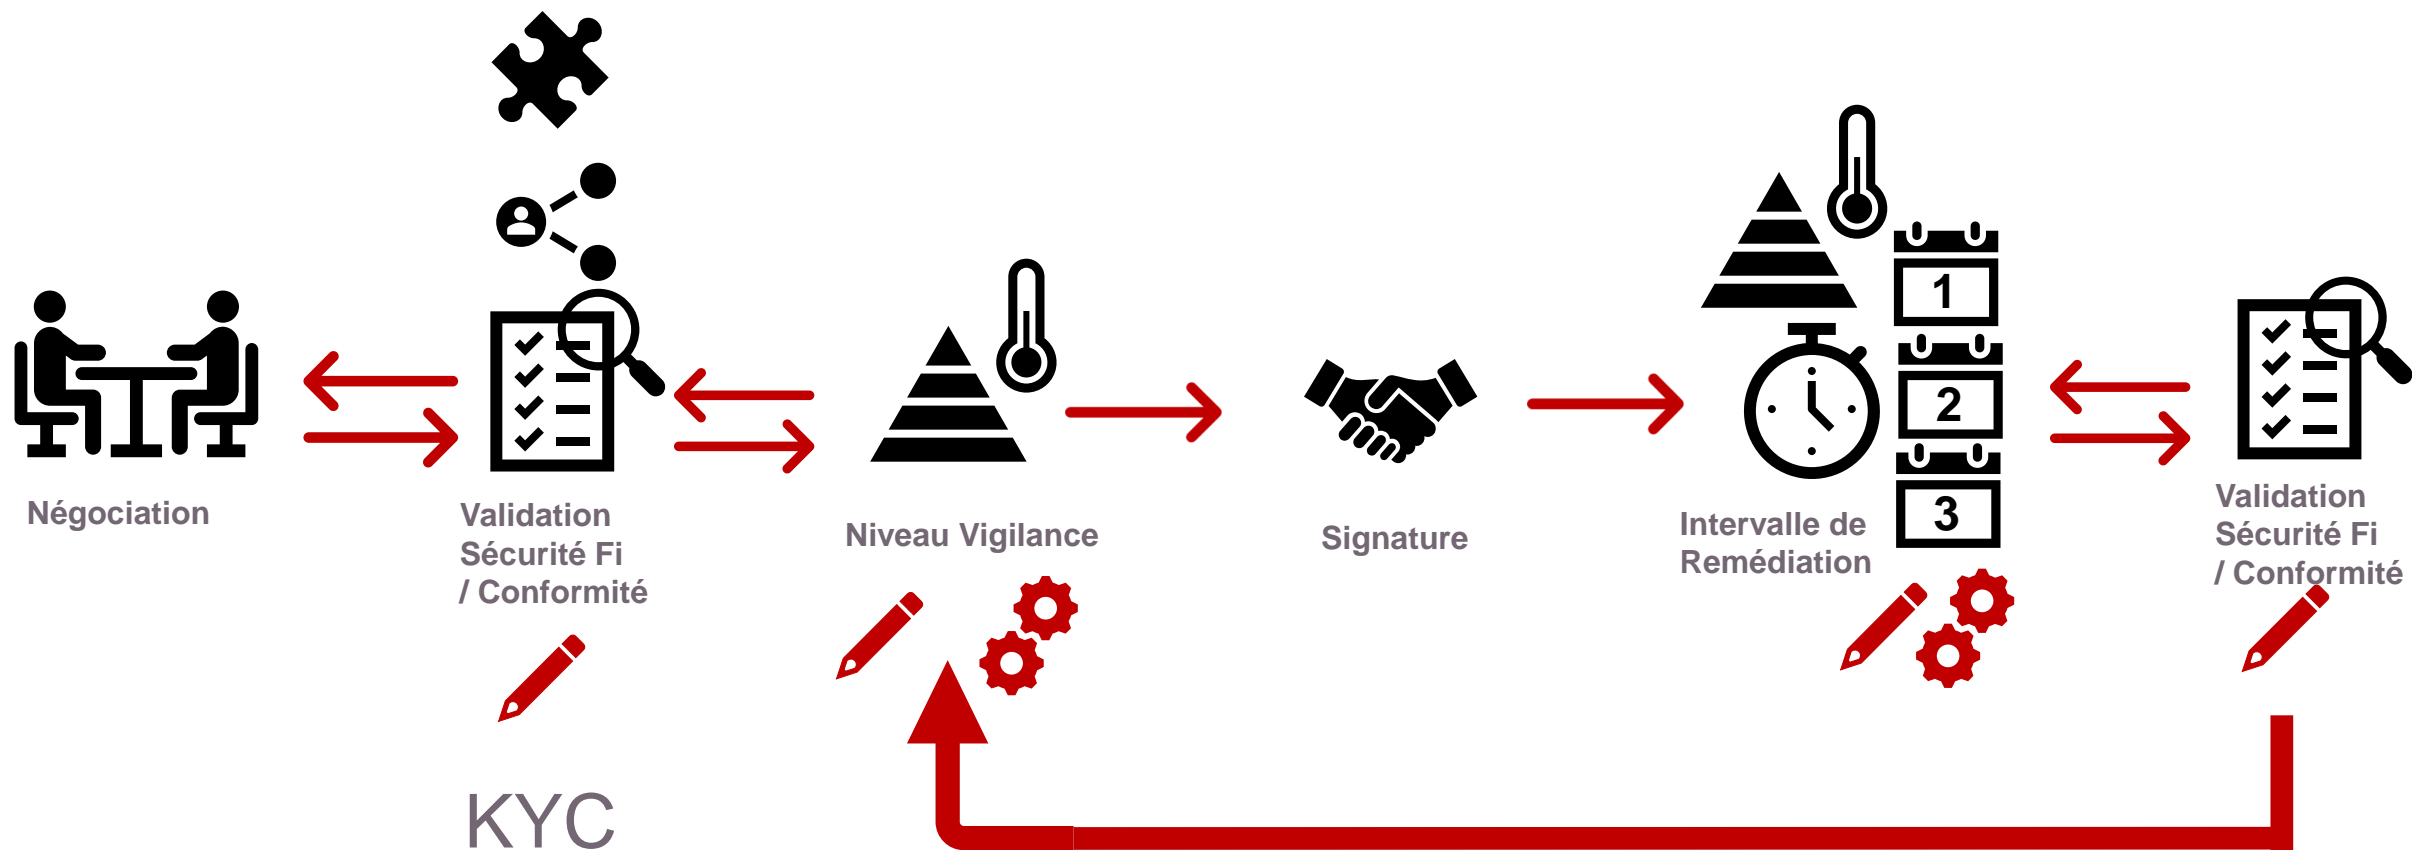 1
2
3
Négociation
Validation
Sécurité Fi
/ Conformité
Niveau Vigilance
Signature
Intervalle de
Remédiation
Validation
Sécurité Fi
/ Conformité
KYC